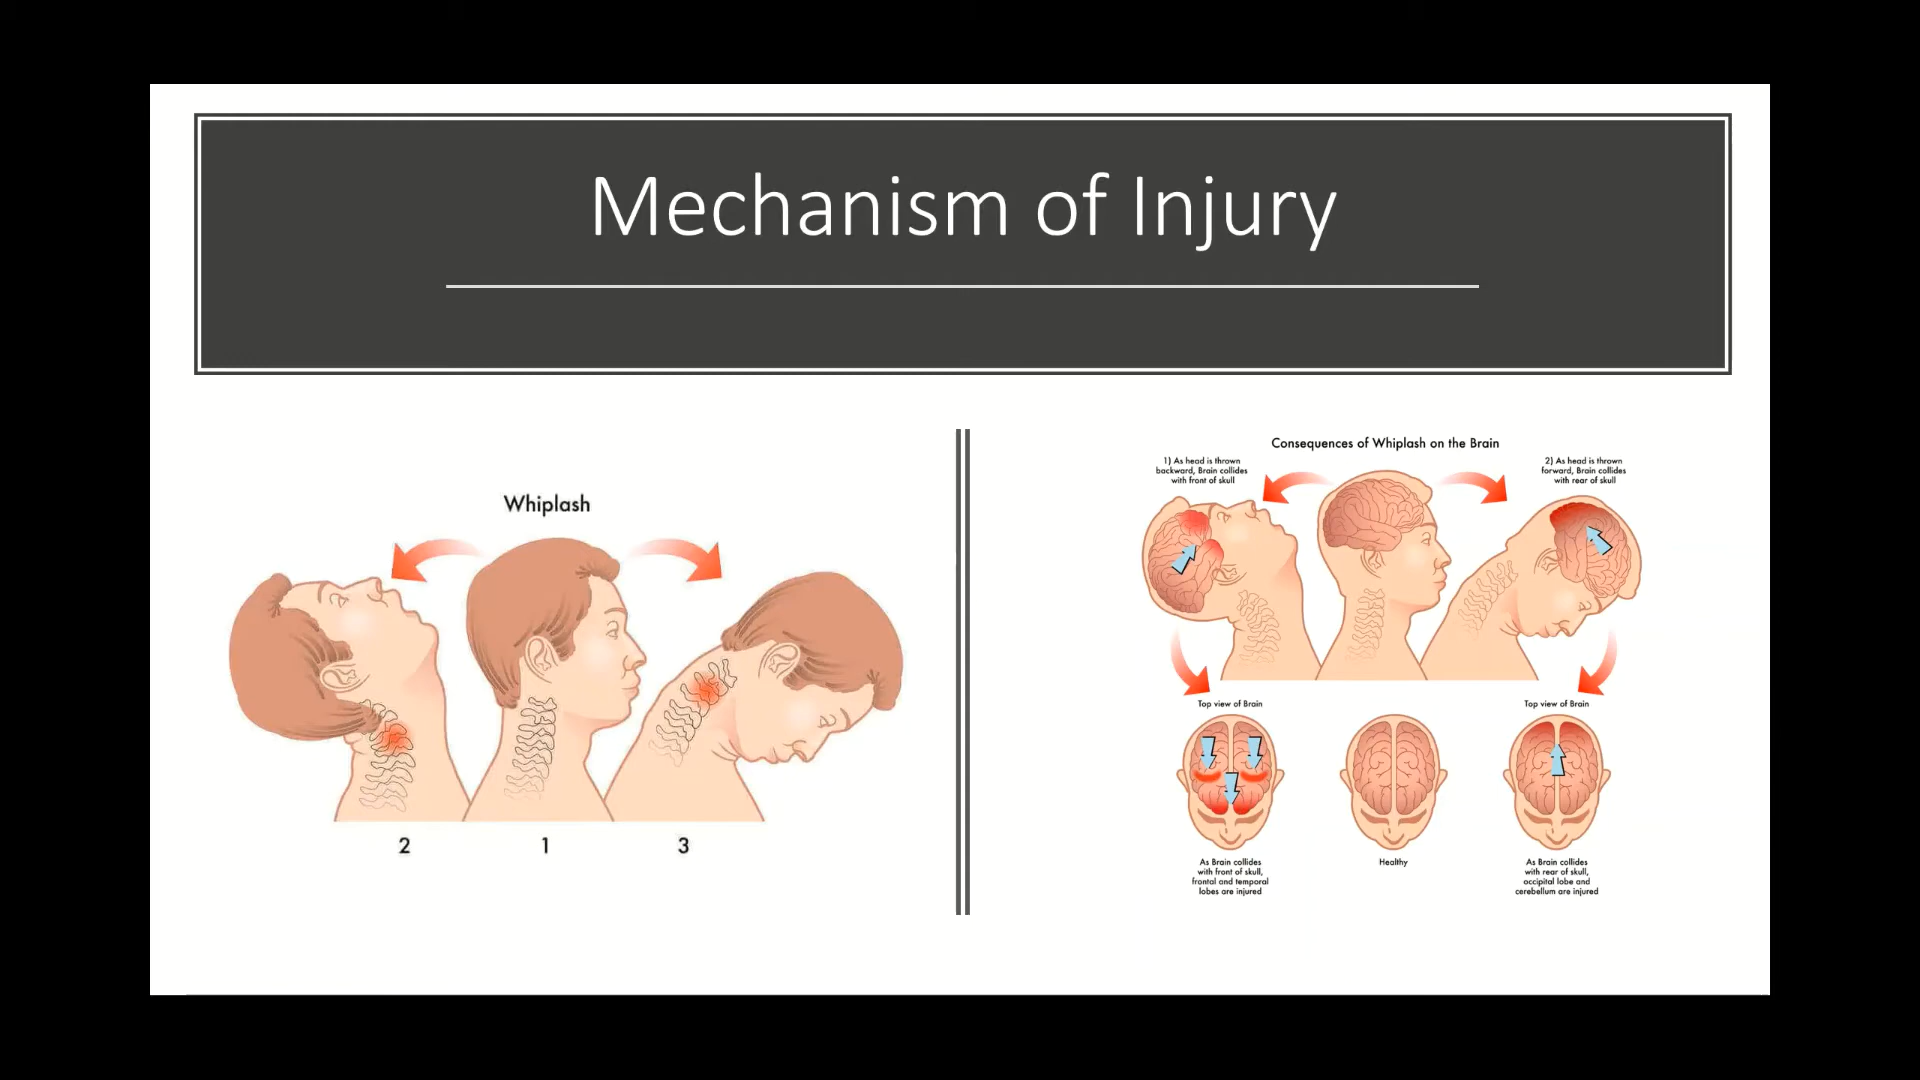 Mechanism of Injury
Whiplash
2
1
3
Consequences of Whiplash on the Brain
1) As head is thrown
backward, Brain collides
with front of skull
2) As head is thrown
forward, Brain collides
with rear of skull
Top view of Brain
Top view of Brain
As Brain collides
with front of skull,
frontal and temporal
lobes are injured
Healthy
As Brain collides
with rear of skull,
occipital lobe and
cerebellum are injured